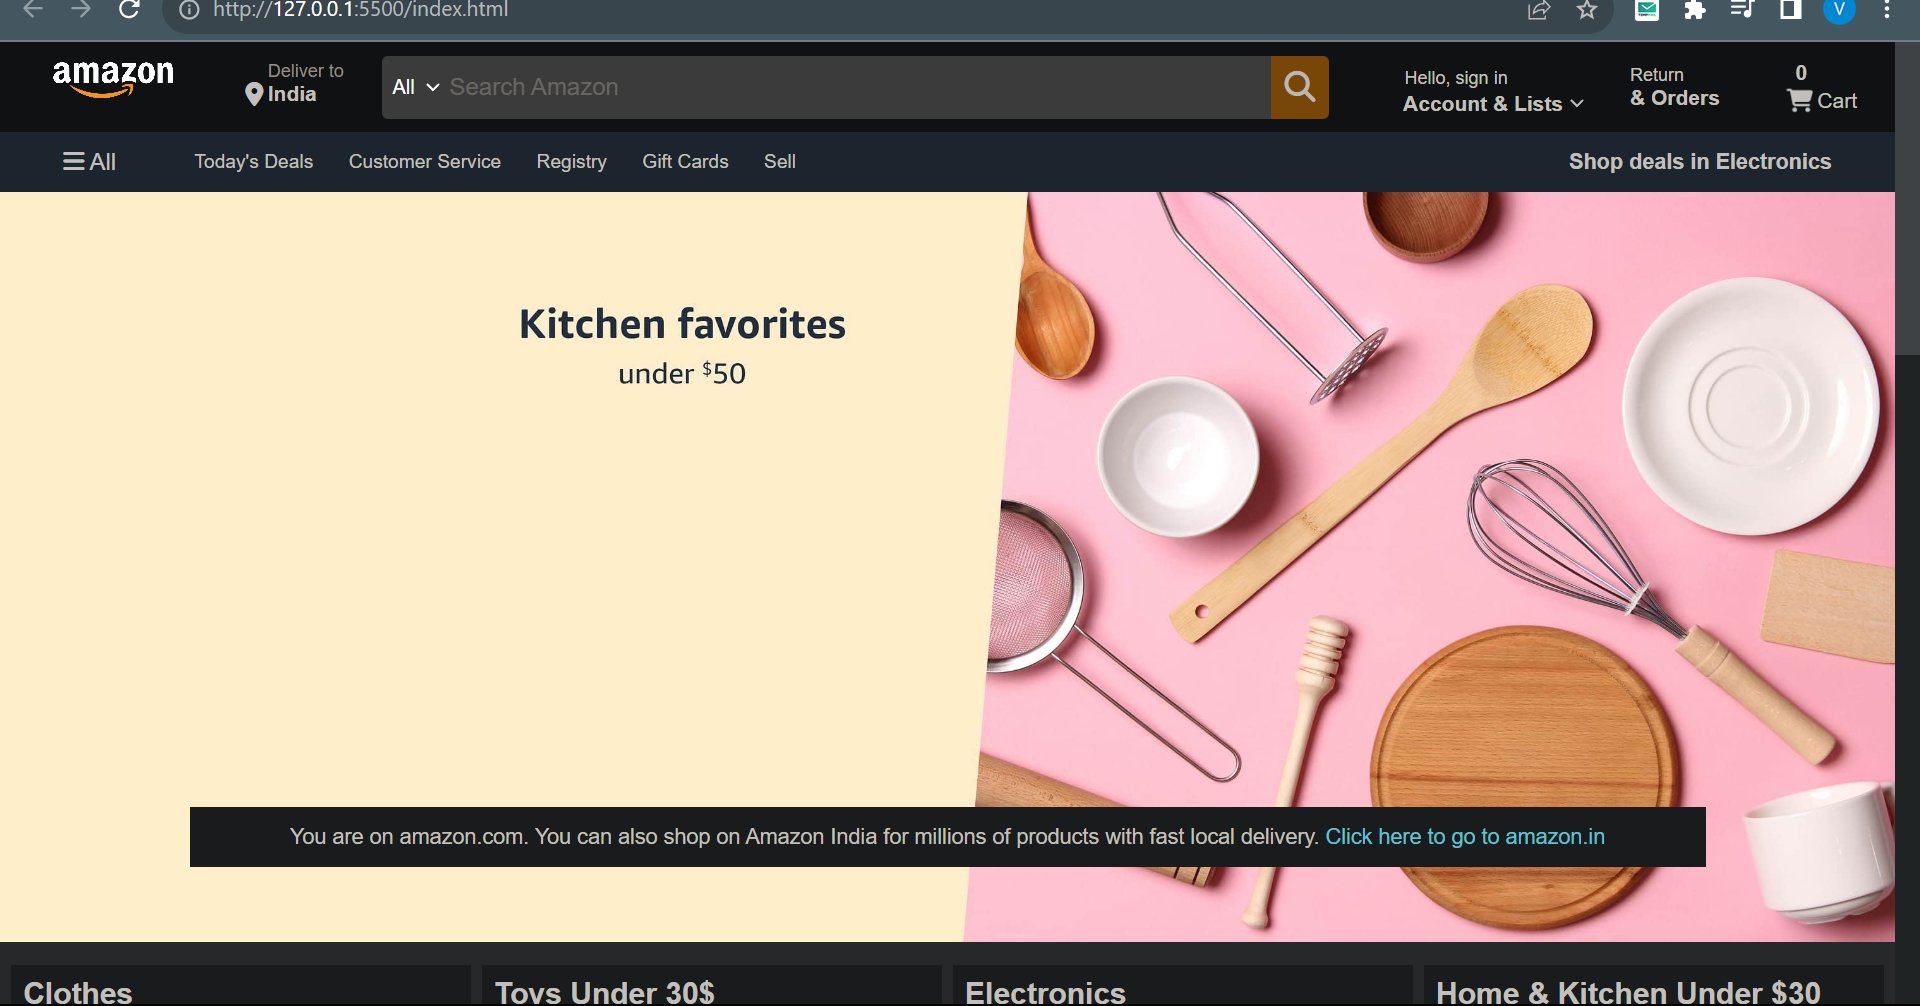 http://127.0.0.1:5500/index.html
V
amazon
Deliver to
India
All
Search Amazon
Hello, sign in
Account & Lists
Return
& Orders
0
Cart
All
Today's Deals
Customer Service
Registry
Gift Cards
Sell
Shop deals in Electronics
Kitchen favorites
under $50
You are on amazon.com. You can also shop on Amazon India for millions of products with fast local delivery. Click here to go to amazon.in
Clothes
Toys Under 30$
Electronics
Home & Kitchen Under $30